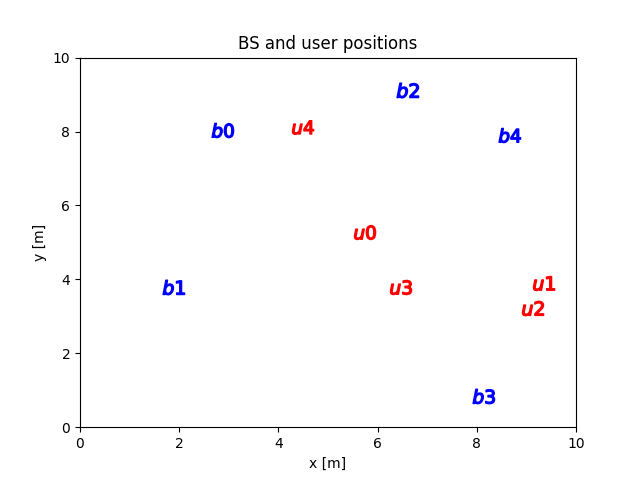 BS and user positions
10
8
6
4
2
0
y [m]
b2
b0
u4
b4
u0
b1
u3
u1
u2
b3
0 2 4 6 8 10
x [m]